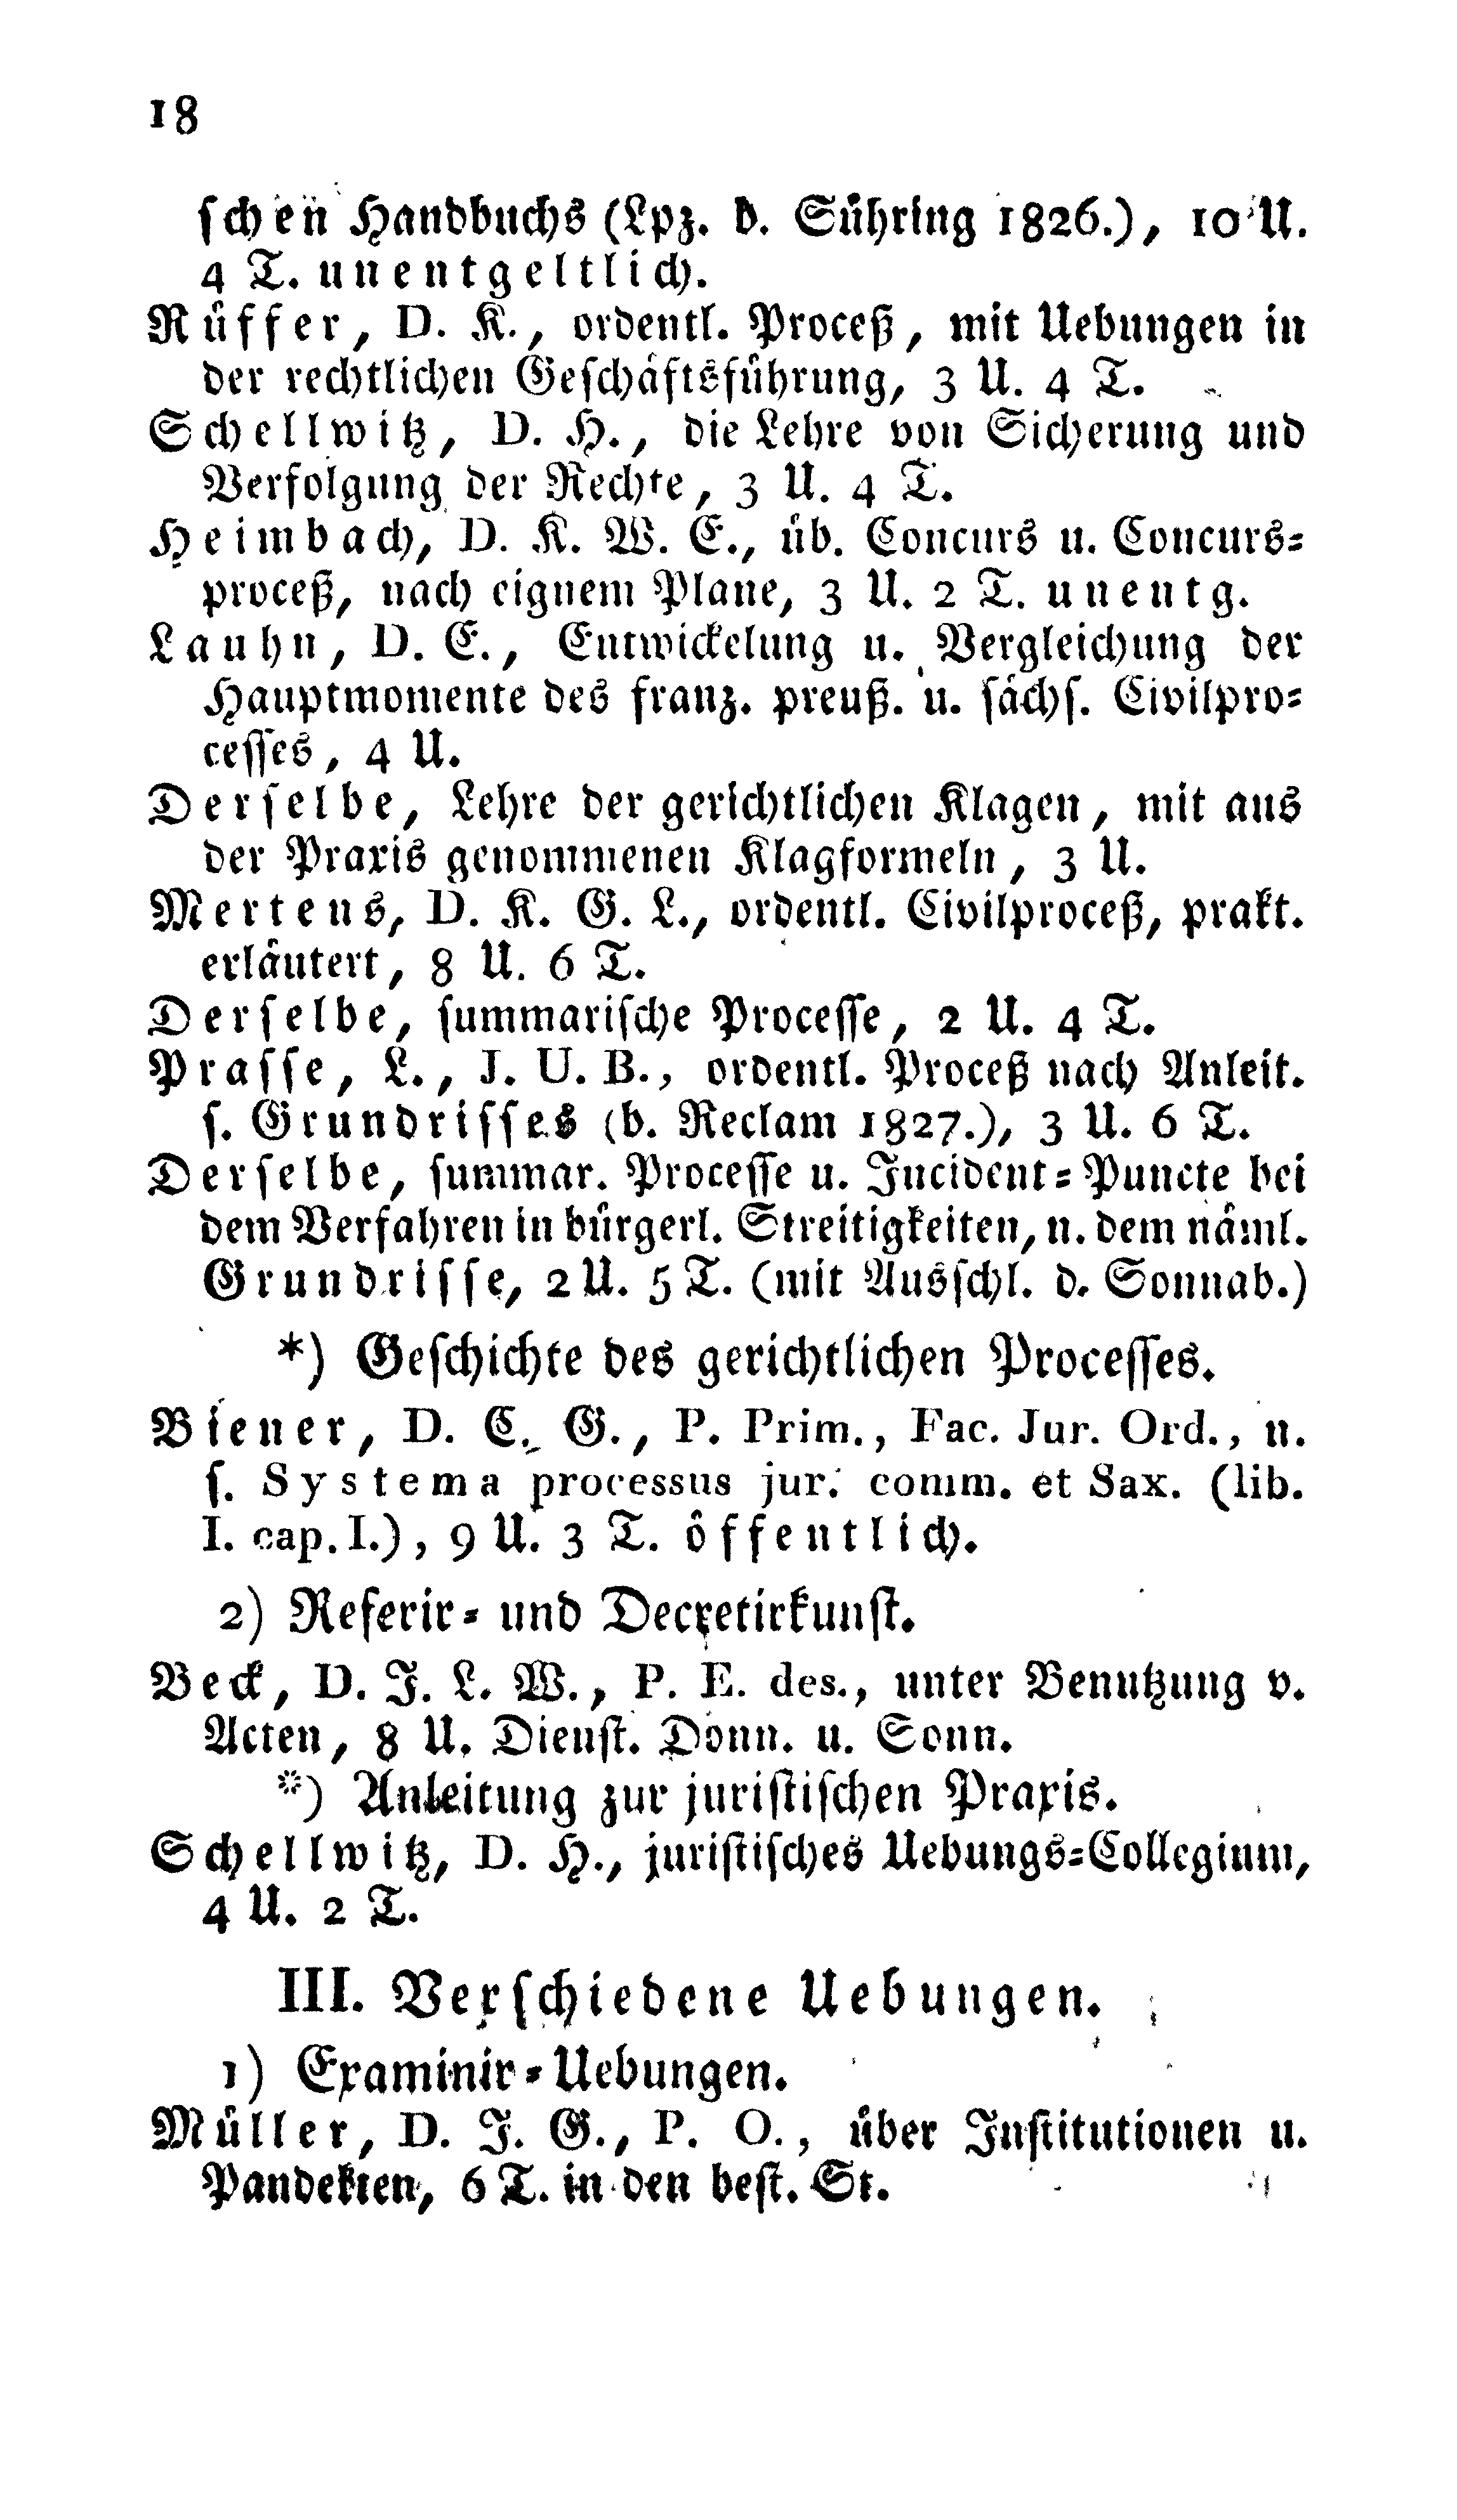 18
schen Handbuchs (Lpz. b. Sühring 1826.), 10 U.
4 T. unentgeltlich.
Rüffer, D. K., ordentl. Proceß, mit Uebungen in
der rechtlichen Geschäftsführung, 3 U. 4 T.
Schellwitz, D. H., die Lehre von Sicherung und
Verfolgung der Rechte, 3 U. 4 T.
Heimbach, D. K. W. E., üb. Concurs u. Concurs=
proceß, nach eignem Plane, 3 U. 2 T. unentg.
Lauhn, D. E., Entwickelung u. Vergleichung der
Hauptmomente des franz. preuß. u. sächs. Civilpro=
cesses, 4 U.
Derselbe, Lehre der gerichtlichen Klagen, mit aus
der Praxis genommenen Klagformeln, 3 U.
Mertens, D. K. G. L., ordentl. Civilproceß, prakt.
erläutert, 8 U. 6 T.
Derselbe, summarische Processe, 2 U. 4 T.
Prasse, L., J. U. B., ordentl. Proceß nach Anleit.
s. Grundrisses (b. Reclam 1827.), 3 U. 6 T.
Derselbe, summar. Processe u. Incident=Puncte bei
dem Verfahren in bürgerl. Streitigkeiten, n. dem näml.
Grundrisse, 2 U. 5 T. (mit Ausschl. d. Sonnab.)
*) Geschichte des gerichtlichen Processes.
Biener, D. C. G., P. Prim., Fac. Jur. Ord., n.
s. Systema processus jur. comm. et Sax. (lib.
I. cap. I.), 9 U. 3 T. öffentlich.
2) Referir= und Decretirkunst.
Beck, D. J. L. W., P. E. des., unter Benutzung v.
Acten, 8 U. Dienst. Donn. u. Sonn.
*) Anleitung zur juristischen Praxis.
Schellwitz, D. H., juristisches Uebungs=Collegium,
4 U. 2 T.
III. Verschiedene Uebungen.
1) Examinir=Uebungen.
Müller, D. J. G., P. O., über Institutionen u.
Pandekten, 6 T. in den best. St.